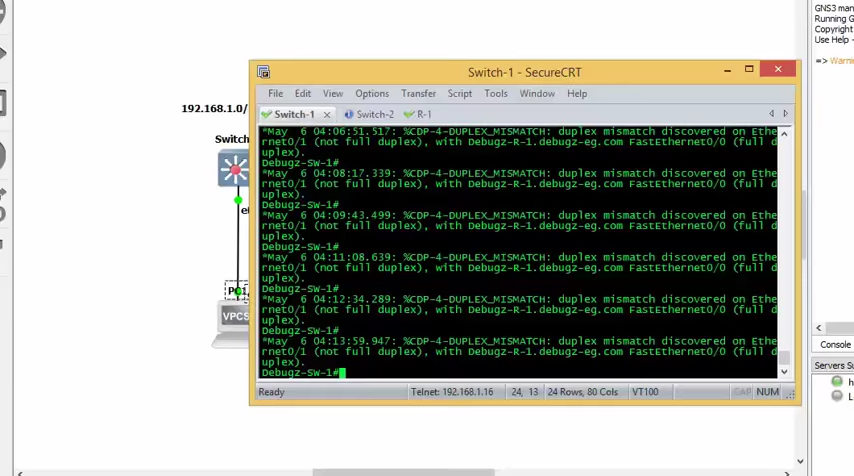 GNS3 man
Running G
Copyright
Use Help -
=> Warnin
192.168.1.0/
Switch
Switch-1 - SecureCRT
File Edit View Options Transfer Script Tools Window Help
Switch-1 Switch-2 R-1
*May 6 04:06:51.517: %CDP-4-DUPLEX_MISMATCH: duplex mismatch discovered on Ethe
rnet0/1 (not full duplex), with Debugz-R-1.debugz-eg.com FastEthernet0/0 (full d
uplex).
Debugz-SW-1#
*May 6 04:08:17.339: %CDP-4-DUPLEX_MISMATCH: duplex mismatch discovered on Ethe
rnet0/1 (not full duplex), with Debugz-R-1.debugz-eg.com FastEthernet0/0 (full d
uplex).
Debugz-SW-1#
*May 6 04:09:43.499: %CDP-4-DUPLEX_MISMATCH: duplex mismatch discovered on Ethe
rnet0/1 (not full duplex), with Debugz-R-1.debugz-eg.com FastEthernet0/0 (full d
uplex).
Debugz-SW-1#
*May 6 04:11:08.639: %CDP-4-DUPLEX_MISMATCH: duplex mismatch discovered on Ethe
rnet0/1 (not full duplex), with Debugz-R-1.debugz-eg.com FastEthernet0/0 (full d
uplex).
Debugz-SW-1#
*May 6 04:12:34.289: %CDP-4-DUPLEX_MISMATCH: duplex mismatch discovered on Ethe
rnet0/1 (not full duplex), with Debugz-R-1.debugz-eg.com FastEthernet0/0 (full d
uplex).
Debugz-SW-1#
*May 6 04:13:59.947: %CDP-4-DUPLEX_MISMATCH: duplex mismatch discovered on Ethe
rnet0/1 (not full duplex), with Debugz-R-1.debugz-eg.com FastEthernet0/0 (full d
uplex).
Debugz-SW-1#
VPCS
Ready Telnet: 192.168.1.16 24, 13 24 Rows, 80 Cols VT100 CAP NUM
Console
Servers Su
h
L